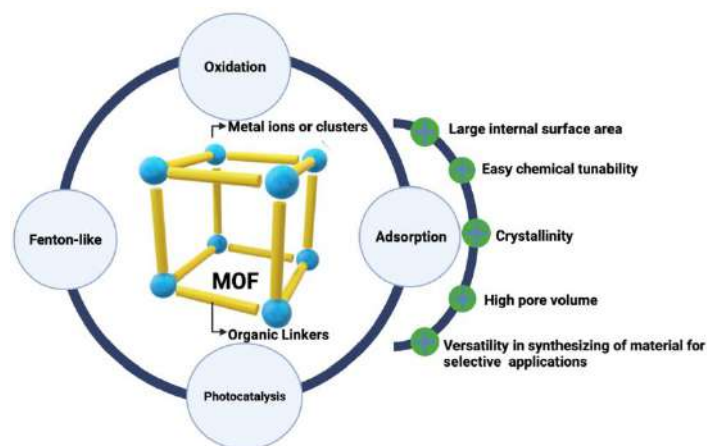 Oxidation
Metal ions or clusters
Large internal surface area
Easy chemical tunability
Fenton-like
Adsorption
Crystallinity
MOF
High pore volume
Organic Linkers
Versatility in synthesizing of material for
selective applications
Photocatalysis